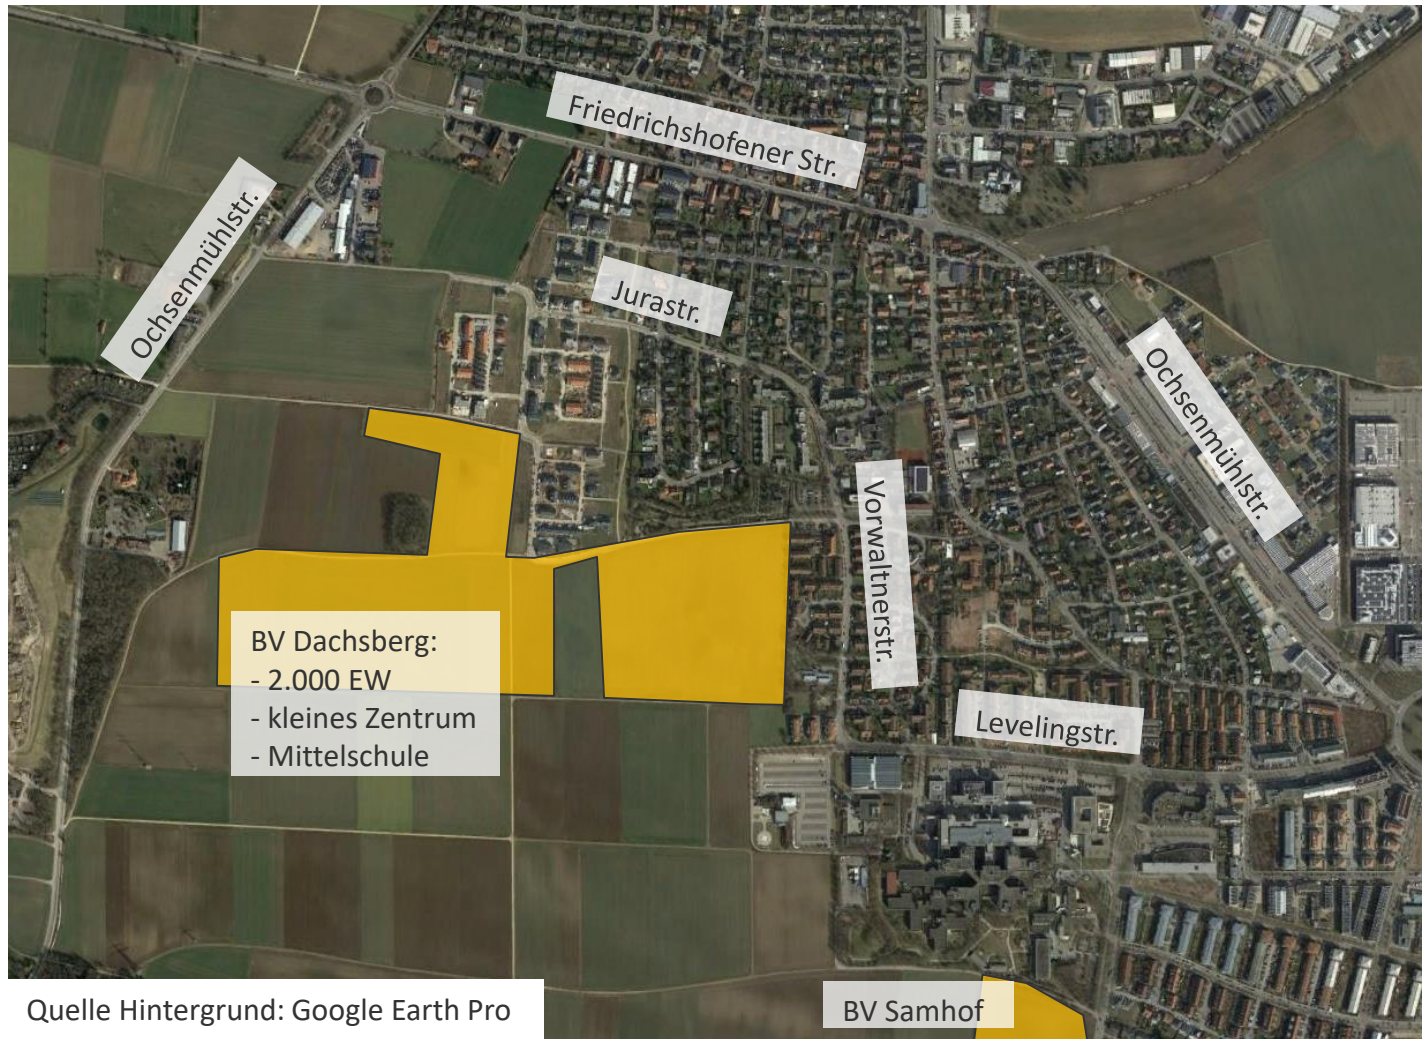 Friedrichshofener Str.
Ochsenmühlstr.
Jurastr.
Ochsenmühlstr.
Vorwaltnerstr.
BV Dachsberg:
- 2.000 EW
- kleines Zentrum
- Mittelschule
Levelingstr.
BV Samhof
Quelle Hintergrund: Google Earth Pro